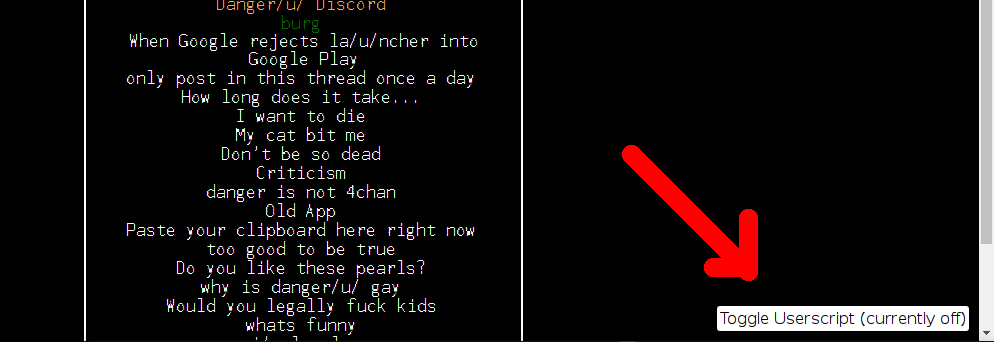 Danger/u/ Discord
burg
When Google rejects la/u/ncher into
Google Play
only post in this thread once a day
How long does it take...
I want to die
My cat bit me
Don't be so dead
Criticism
danger is not 4chan
Old App
Paste your clipboard here right now
too good to be true
Do you like these pearls?
why is danger/u/ gay
Would you legally fuck kids
whats funny
Toggle Userscript (currently off)